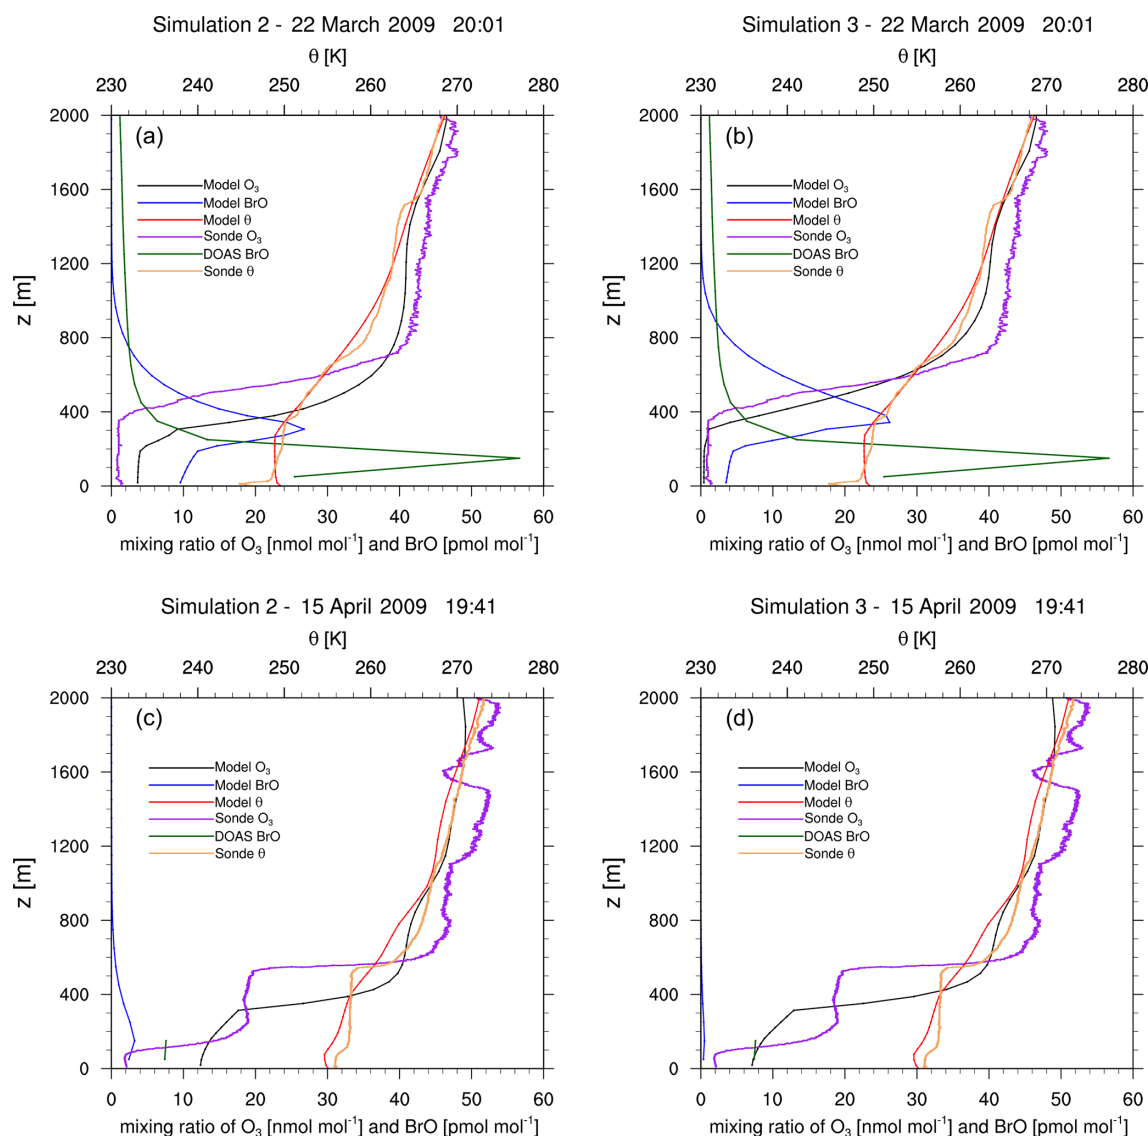 Simulation 2 - 22 March 2009 20:01
θ [K]
230 240 250 260 270 280
(a)
2000
1600
1200
800
400
0
z [m]
Model O₃
Model BrO
Model θ
Sonde O₃
DOAS BrO
Sonde θ
0 10 20 30 40 50 60
mixing ratio of O₃ [nmol mol⁻¹] and BrO [pmol mol⁻¹]
Simulation 3 - 22 March 2009 20:01
θ [K]
230 240 250 260 270 280
(b)
2000
1600
1200
800
400
0
z [m]
Model O₃
Model BrO
Model θ
Sonde O₃
DOAS BrO
Sonde θ
0 10 20 30 40 50 60
mixing ratio of O₃ [nmol mol⁻¹] and BrO [pmol mol⁻¹]
Simulation 2 - 15 April 2009 19:41
θ [K]
230 240 250 260 270 280
(c)
2000
1600
1200
800
400
0
z [m]
Model O₃
Model BrO
Model θ
Sonde O₃
DOAS BrO
Sonde θ
0 10 20 30 40 50 60
mixing ratio of O₃ [nmol mol⁻¹] and BrO [pmol mol⁻¹]
Simulation 3 - 15 April 2009 19:41
θ [K]
230 240 250 260 270 280
(d)
2000
1600
1200
800
400
0
z [m]
Model O₃
Model BrO
Model θ
Sonde O₃
DOAS BrO
Sonde θ
0 10 20 30 40 50 60
mixing ratio of O₃ [nmol mol⁻¹] and BrO [pmol mol⁻¹]